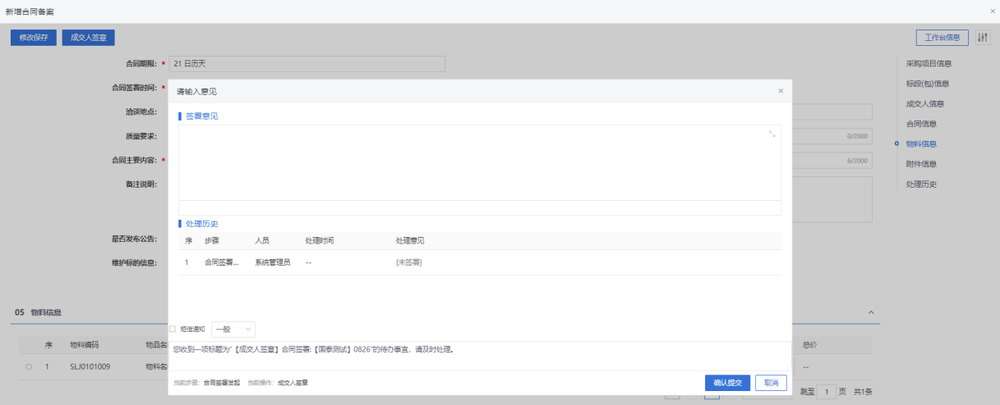 新增合同备案
×
修改保存
成交人签章
工作台信息
合同期限:
* 21 日历天
合同签署时间: *
洽谈地点:
质量要求:
0/2000
合同主要内容: *
6/2000
备注说明:
是否发布公告:
维护标的信息:
采购项目信息
标段(包)信息
成交人信息
合同信息
物料信息
附件信息
处理历史
请输入意见
×
签署意见
处理历史
序 步骤 人员 处理时间 处理意见
1 合同签署... 系统管理员 -- [未签署]
短信通知 一般
您收到一项标题为"【成交人签章】合同签署:【国泰测试】0826"的待办事宜,请及时处理。
当前步骤: 合同签署发起 当前操作: 成交人签章
确认提交
取消
05 物料信息
序 物料编码 物品名 总价
1 SLJ0101009 物料名 --
跳至 1 页 共1条